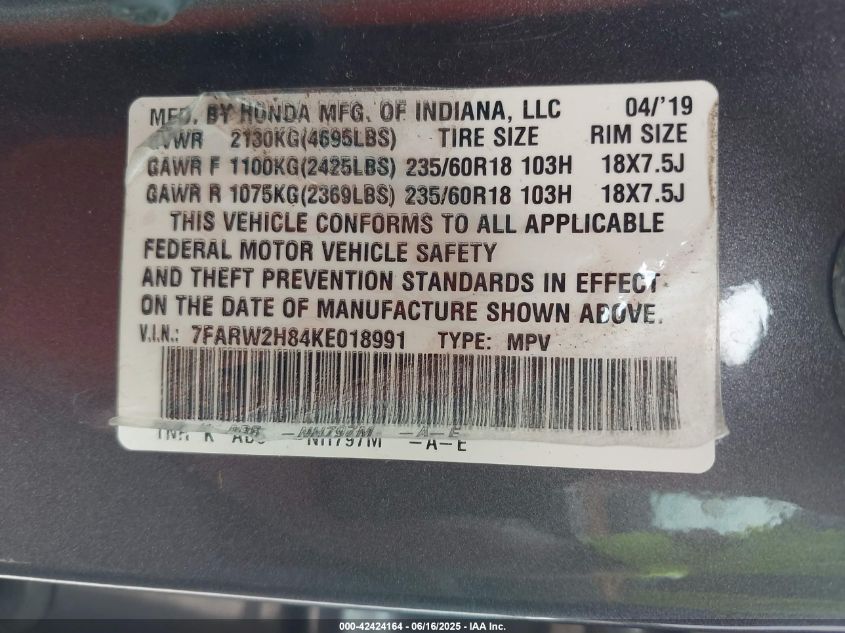 MFD. BY HONDA MFG. OF INDIANA, LLC 04/'19
GVWR 2130KG(4695LBS) TIRE SIZE RIM SIZE
GAWR F 1100KG(2425LBS) 235/60R18 103H 18X7.5J
GAWR R 1075KG(2369LBS) 235/60R18 103H 18X7.5J
THIS VEHICLE CONFORMS TO ALL APPLICABLE
FEDERAL MOTOR VEHICLE SAFETY
AND THEFT PREVENTION STANDARDS IN EFFECT
ON THE DATE OF MANUFACTURE SHOWN ABOVE.
V.I.N.: 7FARW2H84KE018991 TYPE: MPV
NH797M -A-E
000-42424164 - 06/16/2025 - IAA Inc.